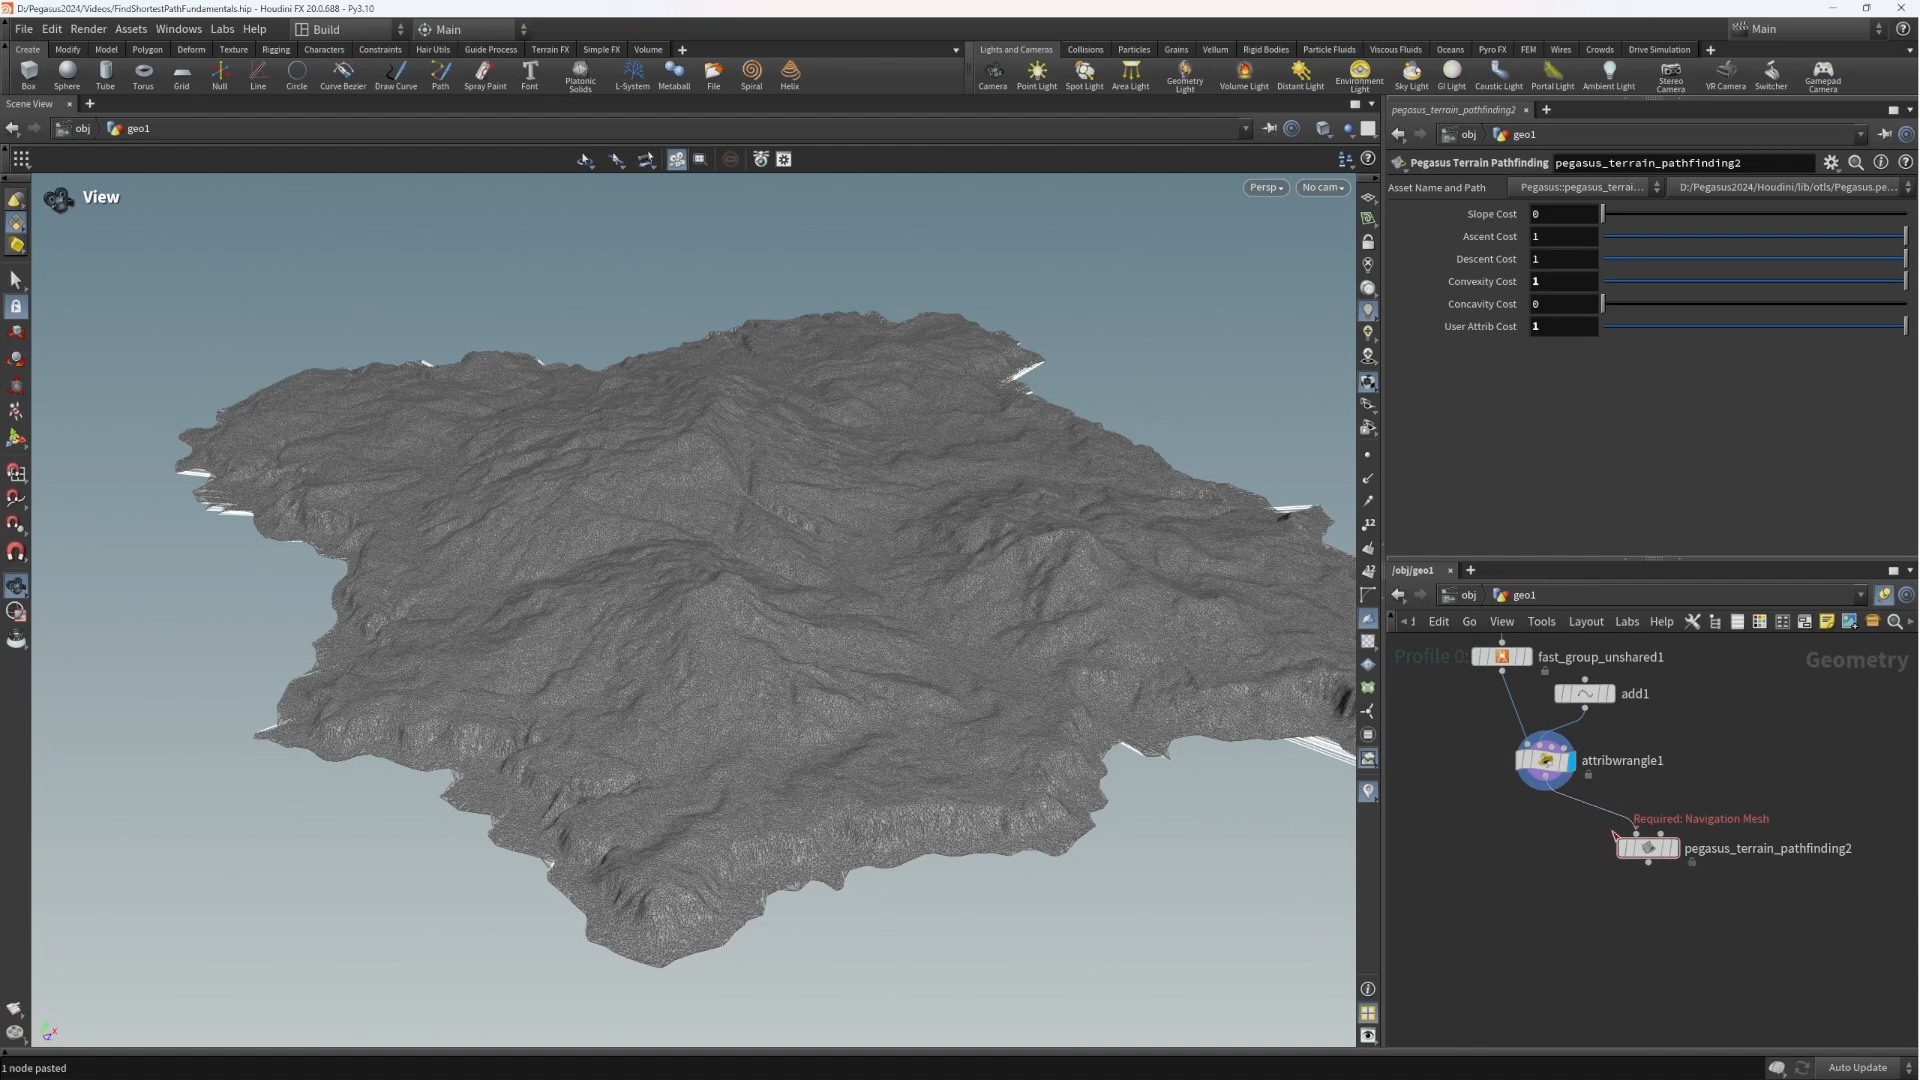 D:/Pegasus2024/Videos/FindShortestPathFundamentals.hip - Houdini FX 20.0.688 - Py3.10
File Edit Render Assets Windows Labs Help Build Main Main
Create Modify Model Polygon Deform Texture Rigging Characters Constraints Hair Utils Guide Process Terrain FX Simple FX Volume
Lights and Cameras Collisions Particles Grains Vellum Rigid Bodies Particle Fluids Viscous Fluids Oceans Pyro FX FEM Wires Crowds Drive Simulation
Box Sphere Tube Torus Grid Null Line Circle Curve Bezier Draw Curve Path Spray Paint Font Platonic Solids L-System Metaball File Spiral Helix
Camera Point Light Spot Light Area Light Geometry Light Volume Light Distant Light Environment Light Sky Light GI Light Caustic Light Portal Light Ambient Light Stereo Camera VR Camera Switcher Gamepad Camera
Scene View
obj geo1
View
Persp
No cam
12
12
pegasus_terrain_pathfinding2
obj geo1
Pegasus Terrain Pathfinding pegasus_terrain_pathfinding2
Asset Name and Path Pegasus::pegasus_terrai... D:/Pegasus2024/Houdini/lib/otls/Pegasus.pe...
Slope Cost 0
Ascent Cost 1
Descent Cost 1
Convexity Cost 1
Concavity Cost 0
User Attrib Cost 1
/obj/geo1
obj geo1
Edit Go View Tools Layout Labs Help
Profile 0:
Geometry
fast_group_unshared1
add1
attribwrangle1
Required: Navigation Mesh
pegasus_terrain_pathfinding2
x
z
1 node pasted
Auto Update